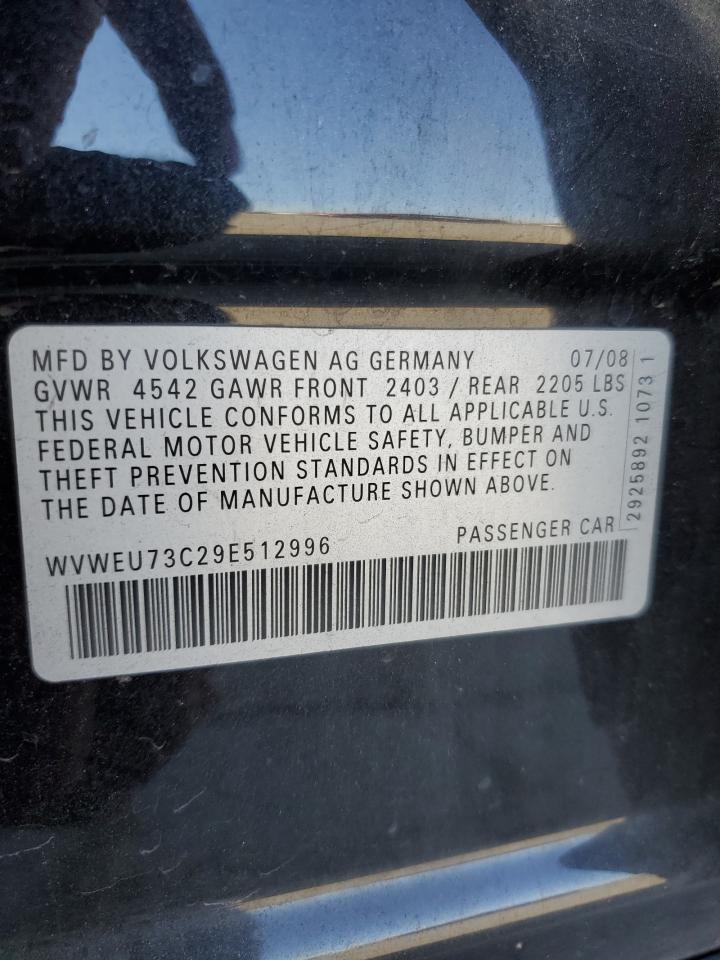 MFD BY VOLKSWAGEN AG GERMANY 07/08
GVWR 4542 GAWR FRONT 2403 / REAR 2205 LBS
THIS VEHICLE CONFORMS TO ALL APPLICABLE U.S.
FEDERAL MOTOR VEHICLE SAFETY, BUMPER AND
THEFT PREVENTION STANDARDS IN EFFECT ON
THE DATE OF MANUFACTURE SHOWN ABOVE.
WVWEU73C29E512996 PASSENGER CAR
2925892 1073 1